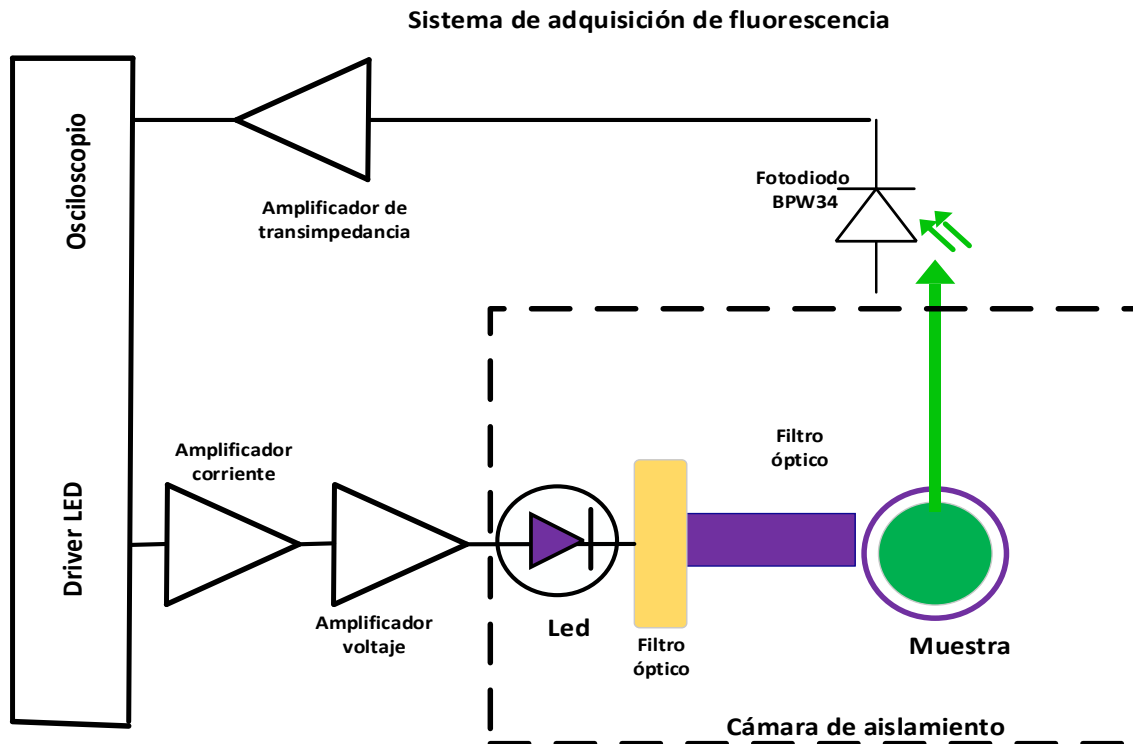 Sistema de adquisición de fluorescencia
Osciloscopio
Amplificador de
transimpedancia
Fotodiodo
BPW34
Driver LED
Amplificador
corriente
Amplificador
voltaje
Led
Filtro
óptico
Filtro
óptico
Muestra
Cámara de aislamiento